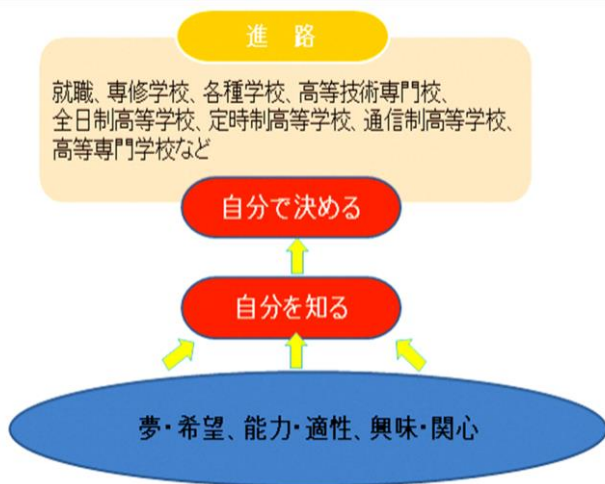 進 路
就職、専修学校、各種学校、高等技術専門校、
全日制高等学校、定時制高等学校、通信制高等学校、
高等専門学校など
自分で決める
自分を知る
夢・希望、能力・適性、興味・関心